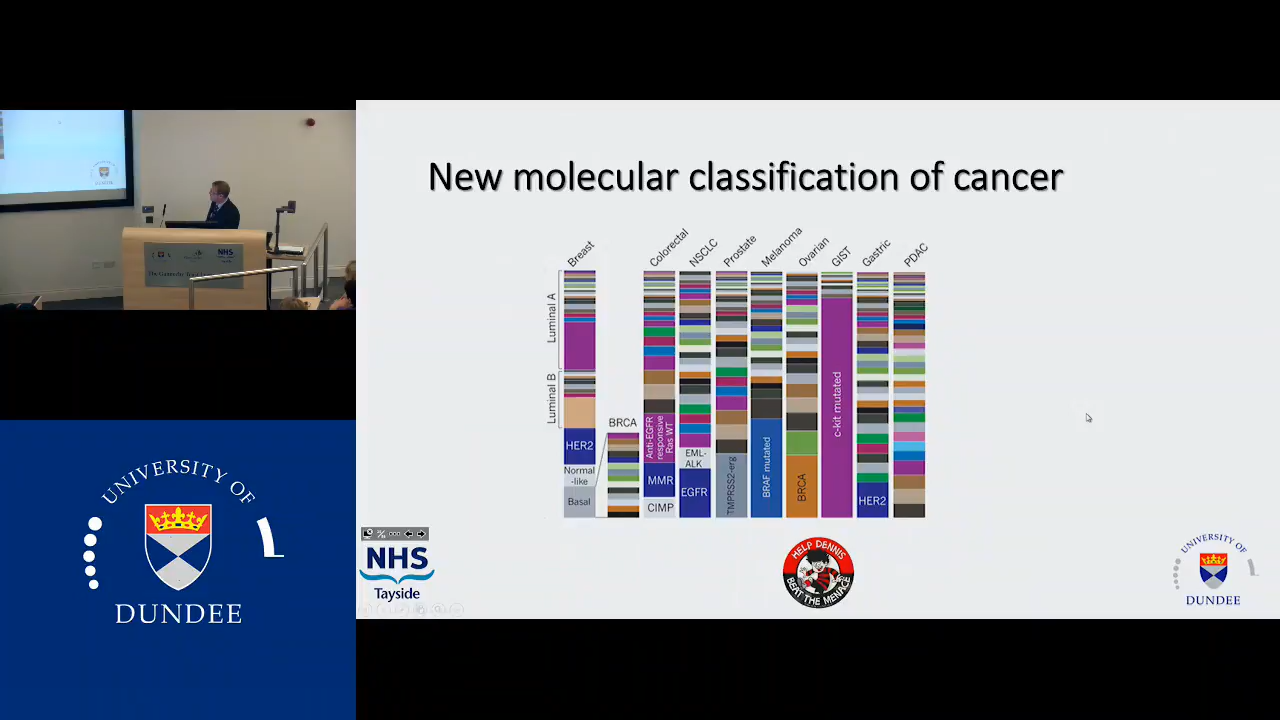 New molecular classification of cancer
Breast
Colorectal
NSCLC
Prostate
Melanoma
Ovarian
GIST
Gastric
PDAC
Luminal A
Luminal B
HER2
Normal
-like
Basal
BRCA
Anti-EGFR
responsive
Ras WT
MMR
CIMP
EML-
ALK
EGFR
TMPRSS2-erg
BRAF mutated
BRCA
c-kit mutated
HER2
NHS
Tayside
HELP DENNIS
BEAT THE MENACE
UNIVERSITY OF
DUNDEE
UNIVERSITY OF
DUNDEE
NHS